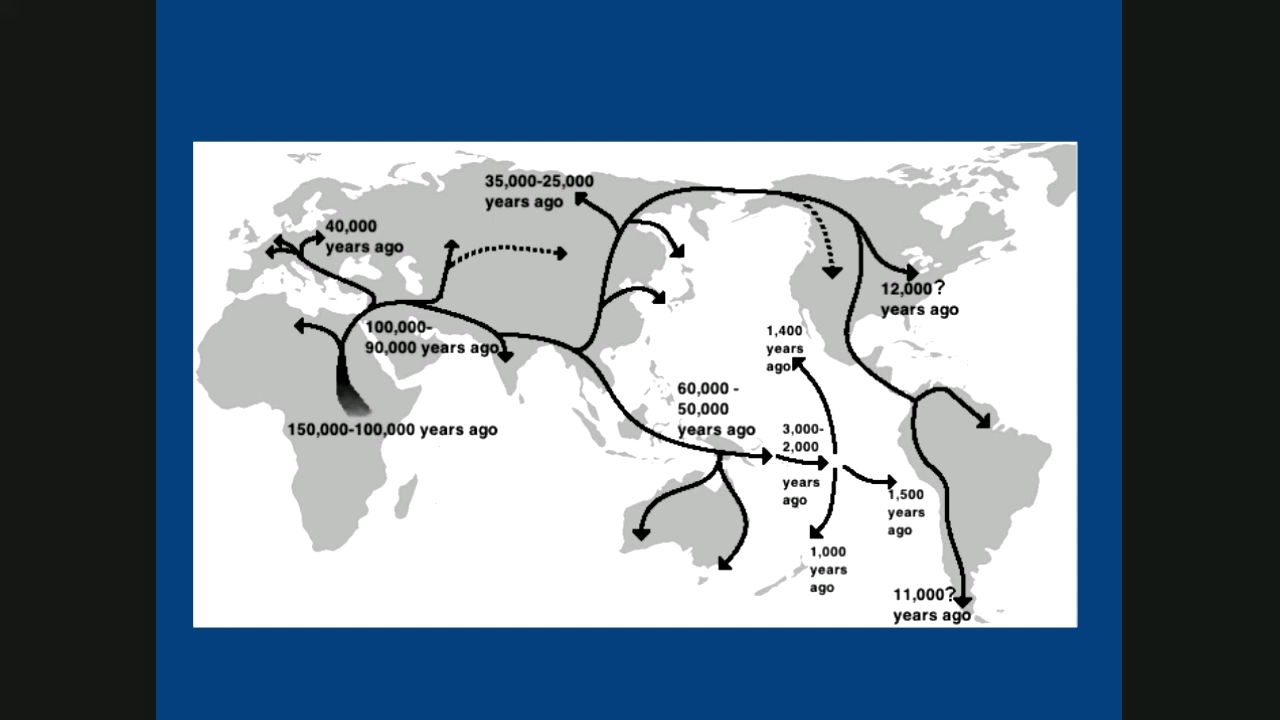 35,000-25,000
years ago
40,000
years ago
12,000?
years ago
100,000-
90,000 years ago
1,400
years
ago
60,000 -
50,000
years ago
150,000-100,000 years ago
3,000-
2,000
years
ago
1,500
years
ago
1,000
years
ago
11,000?
years ago